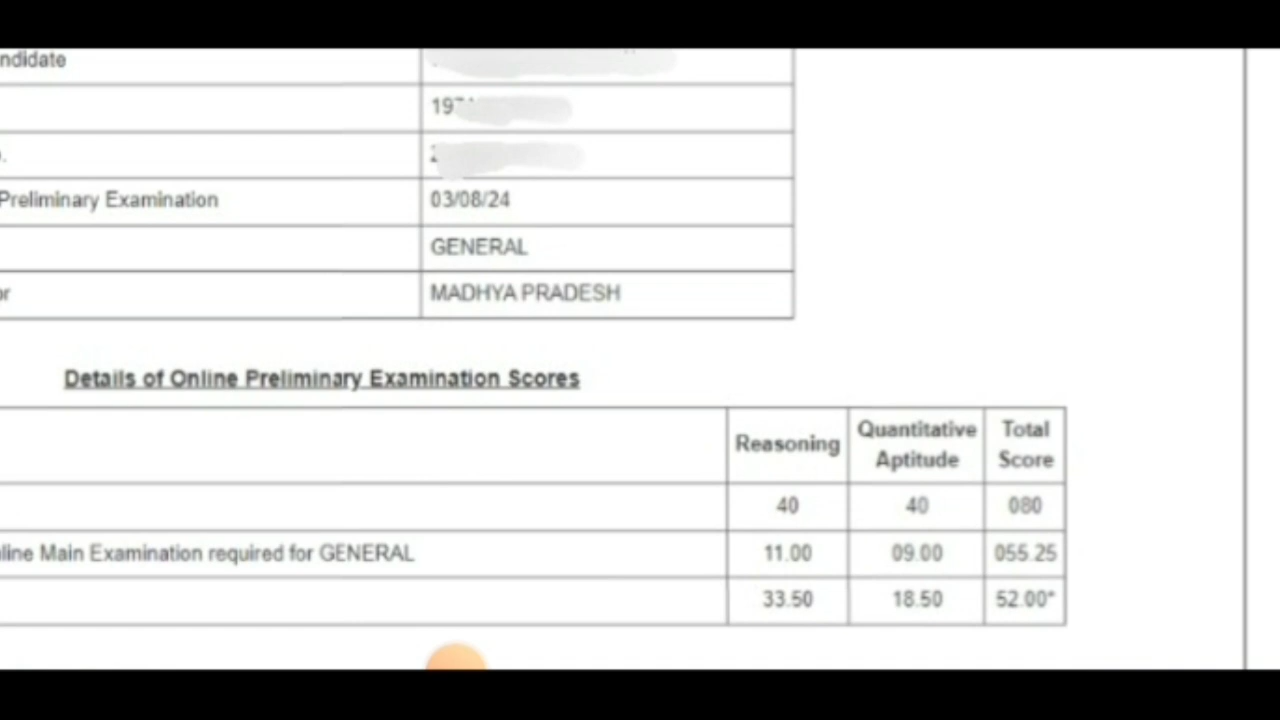 ndidate
197
.
Preliminary Examination 03/08/24
GENERAL
or MADHYA PRADESH
Details of Online Preliminary Examination Scores
Reasoning Quantitative Aptitude Total Score
40 40 080
line Main Examination required for GENERAL 11.00 09.00 055.25
33.50 18.50 52.00*